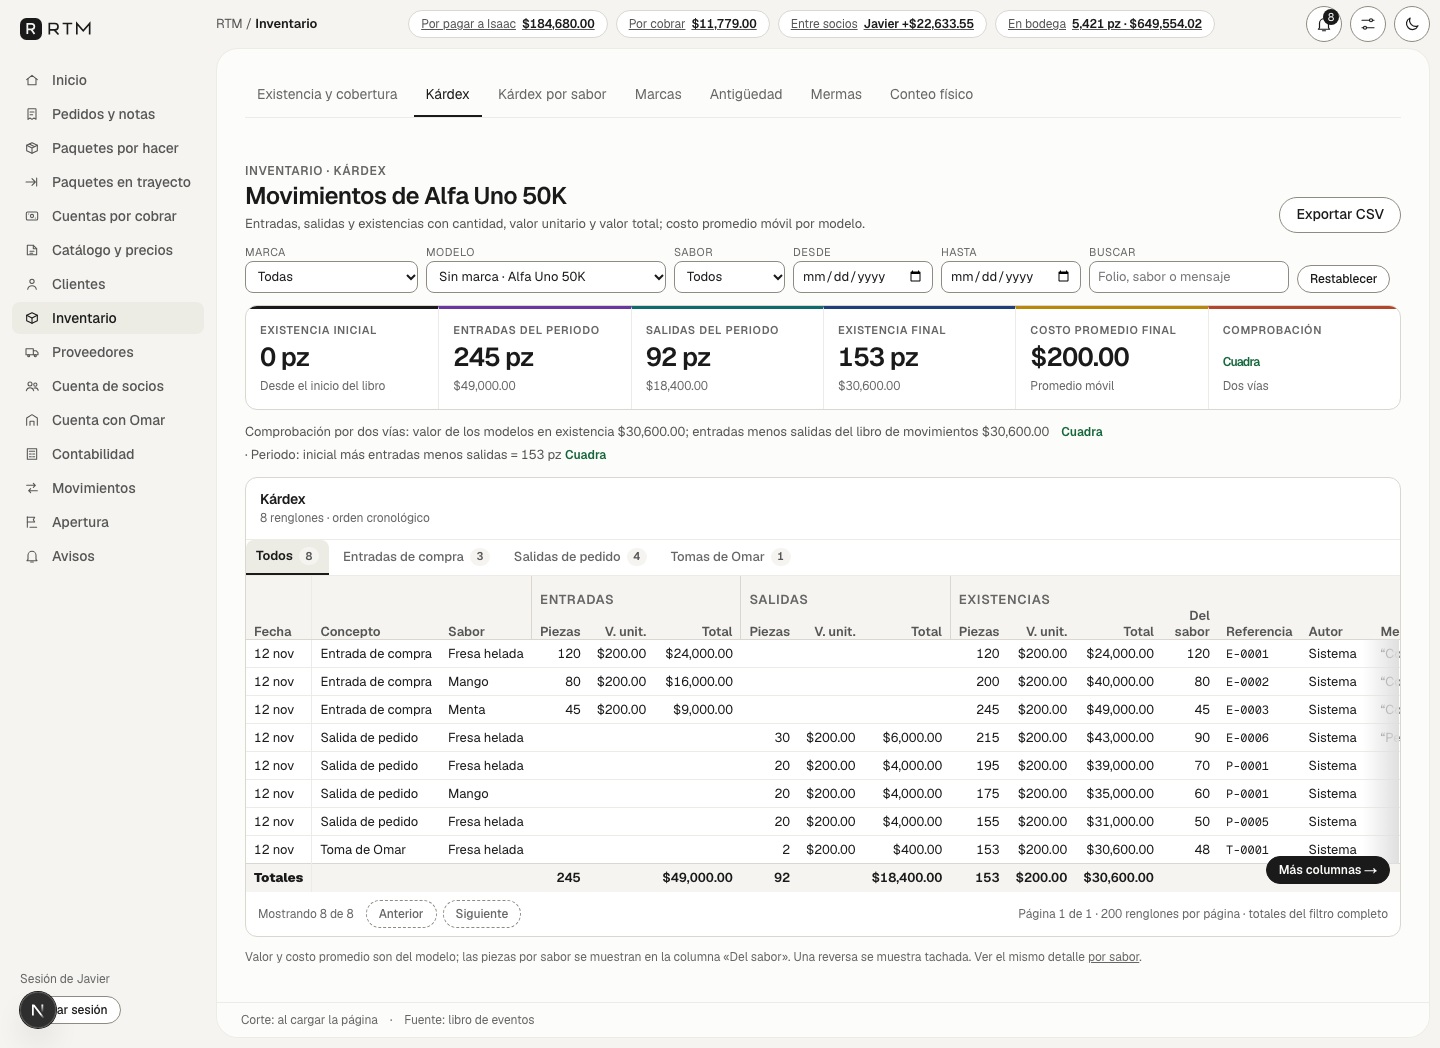 R RTM
RTM / Inventario
Por pagar a Isaac $184,680.00
Por cobrar $11,779.00
Entre socios Javier +$22,633.55
En bodega 5,421 pz · $649,554.02
8
Inicio
Pedidos y notas
Paquetes por hacer
Paquetes en trayecto
Cuentas por cobrar
Catálogo y precios
Clientes
Inventario
Proveedores
Cuenta de socios
Cuenta con Omar
Contabilidad
Movimientos
Apertura
Avisos
Sesión de Javier
N ar sesión
Existencia y cobertura Kárdex Kárdex por sabor Marcas Antigüedad Mermas Conteo físico
INVENTARIO · KÁRDEX
Movimientos de Alfa Uno 50K
Entradas, salidas y existencias con cantidad, valor unitario y valor total; costo promedio móvil por modelo.
Exportar CSV
MARCA MODELO SABOR DESDE HASTA BUSCAR
Todas Sin marca · Alfa Uno 50K Todos mm/dd/yyyy mm/dd/yyyy Folio, sabor o mensaje Restablecer
EXISTENCIA INICIAL ENTRADAS DEL PERIODO SALIDAS DEL PERIODO EXISTENCIA FINAL COSTO PROMEDIO FINAL COMPROBACIÓN
0 pz 245 pz 92 pz 153 pz $200.00 Cuadra
Desde el inicio del libro $49,000.00 $18,400.00 $30,600.00 Promedio móvil Dos vías
Comprobación por dos vías: valor de los modelos en existencia $30,600.00; entradas menos salidas del libro de movimientos $30,600.00 Cuadra
· Periodo: inicial más entradas menos salidas = 153 pz Cuadra
Kárdex
8 renglones · orden cronológico
Todos 8 Entradas de compra 3 Salidas de pedido 4 Tomas de Omar 1
ENTRADAS SALIDAS EXISTENCIAS
Fecha Concepto Sabor Piezas V. unit. Total Piezas V. unit. Total Piezas V. unit. Total Del sabor Referencia Autor Me
12 nov Entrada de compra Fresa helada 120 $200.00 $24,000.00 120 $200.00 $24,000.00 120 E-0001 Sistema
12 nov Entrada de compra Mango 80 $200.00 $16,000.00 200 $200.00 $40,000.00 80 E-0002 Sistema
12 nov Entrada de compra Menta 45 $200.00 $9,000.00 245 $200.00 $49,000.00 45 E-0003 Sistema
12 nov Salida de pedido Fresa helada 30 $200.00 $6,000.00 215 $200.00 $43,000.00 90 E-0006 Sistema
12 nov Salida de pedido Fresa helada 20 $200.00 $4,000.00 195 $200.00 $39,000.00 70 P-0001 Sistema
12 nov Salida de pedido Mango 20 $200.00 $4,000.00 175 $200.00 $35,000.00 60 P-0001 Sistema
12 nov Salida de pedido Fresa helada 20 $200.00 $4,000.00 155 $200.00 $31,000.00 50 P-0005 Sistema
12 nov Toma de Omar Fresa helada 2 $200.00 $400.00 153 $200.00 $30,600.00 48 T-0001 Sistema
Totales 245 $49,000.00 92 $18,400.00 153 $200.00 $30,600.00
Más columnas →
Mostrando 8 de 8 Anterior Siguiente Página 1 de 1 · 200 renglones por página · totales del filtro completo
Valor y costo promedio son del modelo; las piezas por sabor se muestran en la columna «Del sabor». Una reversa se muestra tachada. Ver el mismo detalle por sabor.
Corte: al cargar la página · Fuente: libro de eventos